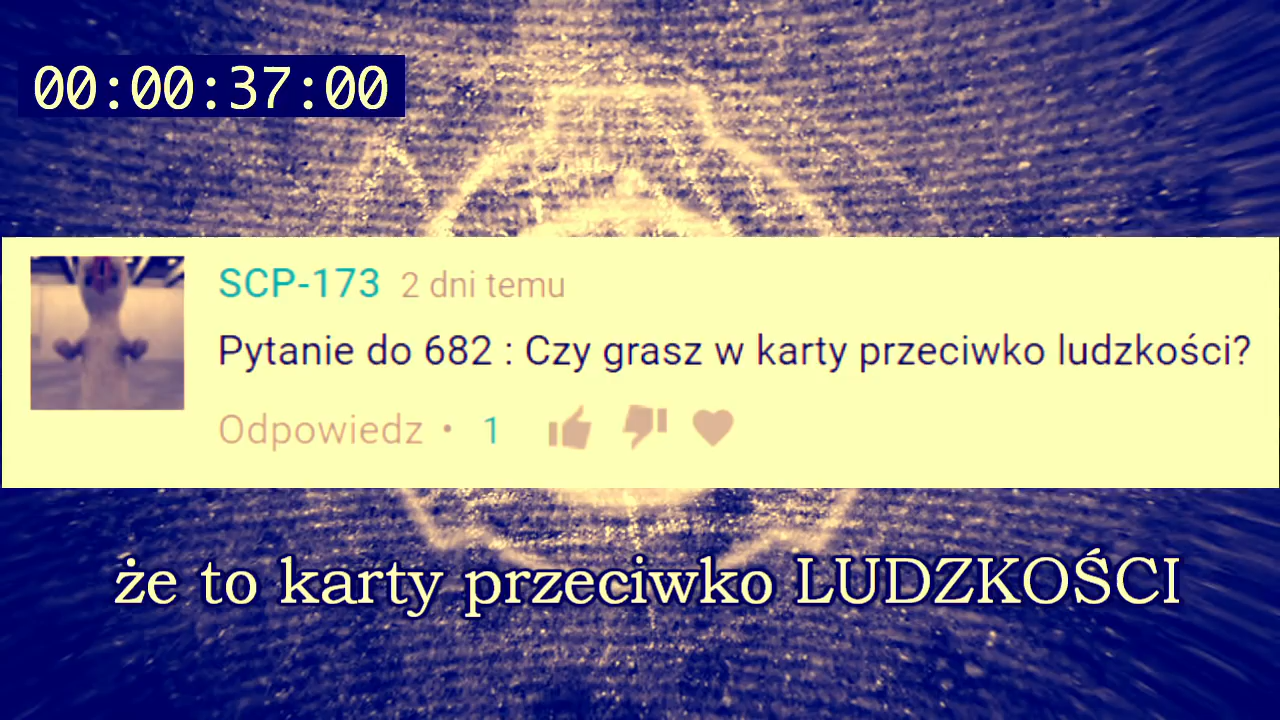 00:00:37:00
SCP-173 2 dni temu
Pytanie do 682 : Czy grasz w karty przeciwko ludzkości?
Odpowiedz • 1
że to karty przeciwko LUDZKOŚCI